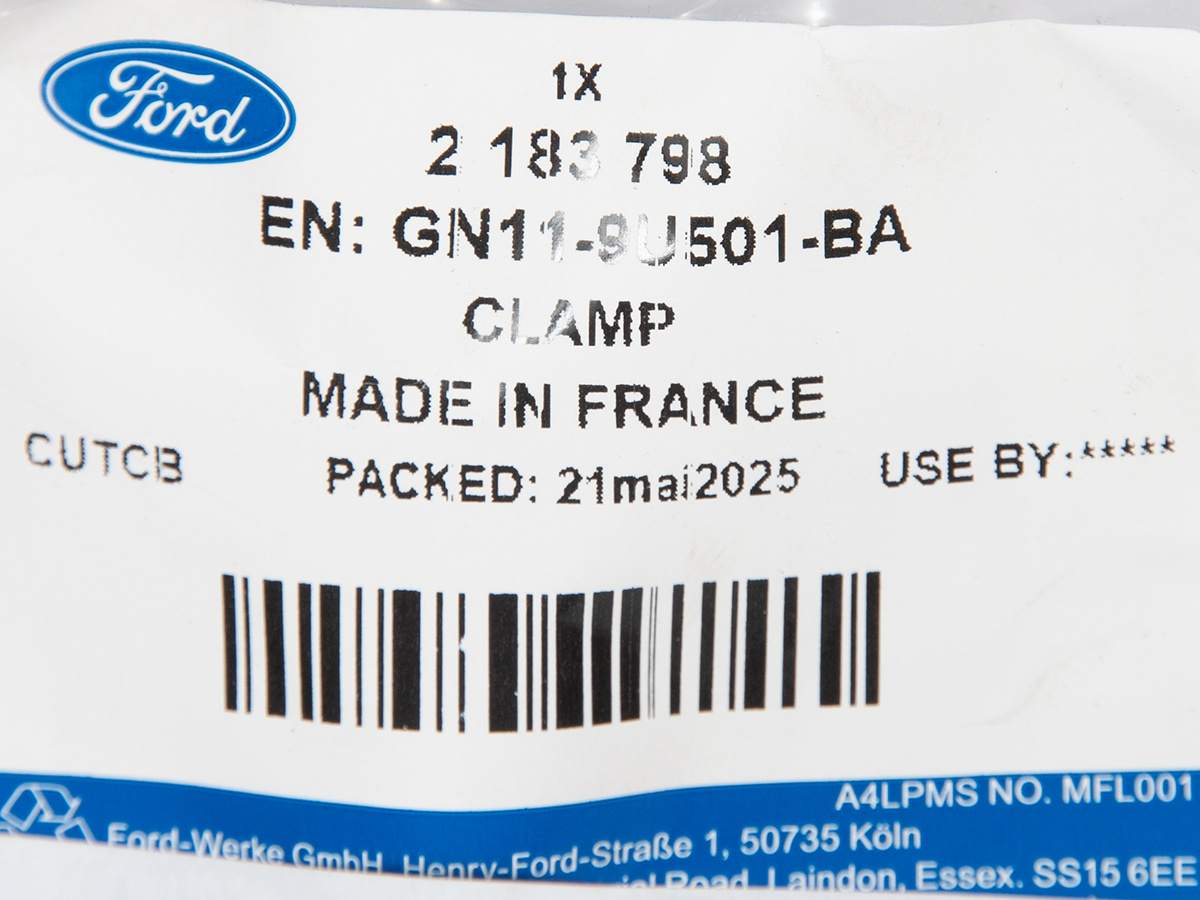 Ford
1X
2 183 798
EN: GN11-9U501-BA
CLAMP
MADE IN FRANCE
CUTCB PACKED: 21mai2025 USE BY:*****
A4LPMS NO. MFL001
Ford-Werke GmbH, Henry-Ford-Straße 1, 50735 Köln
Road, Laindon, Essex. SS15 6EE